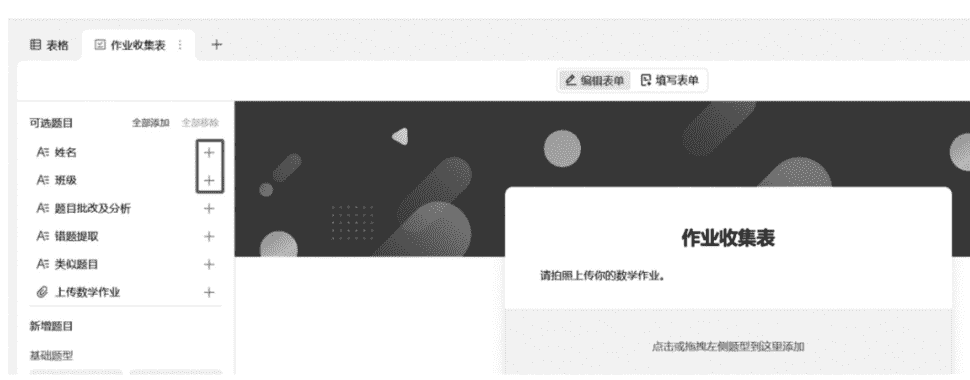 表格 作业收集表
编辑表单 填写表单
可选题目 全部添加 全部移除
姓名
班级
题目批改及分析
错题提取
类似题目
上传数学作业
新增题目
基础题型
作业收集表
请拍照上传你的数学作业。
点击或拖拽左侧题型到这里添加